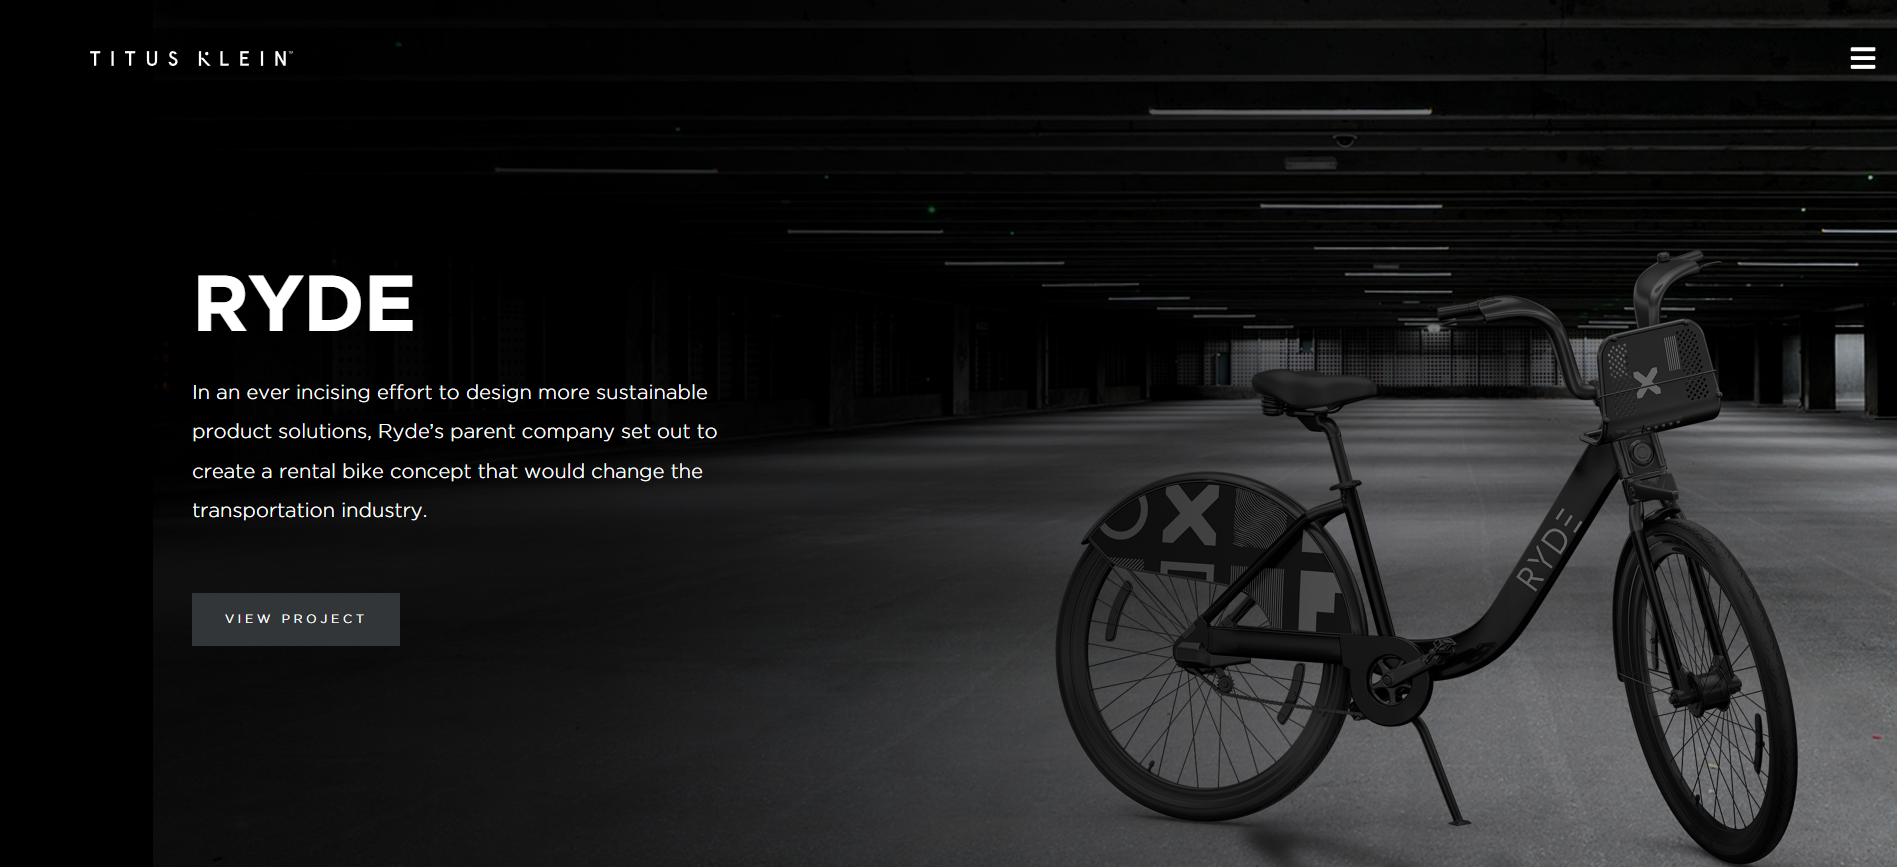 TITUS KLEIN™
RYDE
In an ever incising effort to design more sustainable
product solutions, Ryde’s parent company set out to
create a rental bike concept that would change the
transportation industry.
VIEW PROJECT
X
X
RYDE